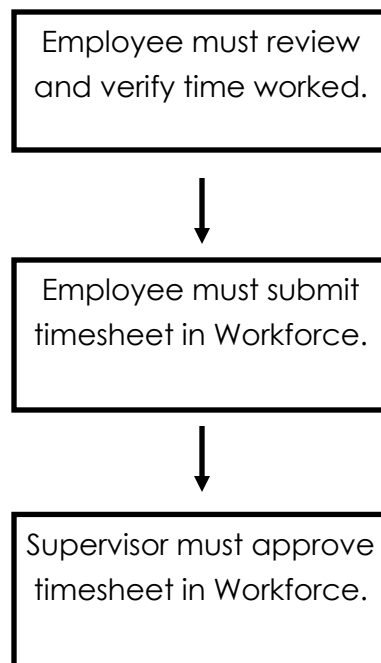 Employee must review
and verify time worked.
Employee must submit
timesheet in Workforce.
Supervisor must approve
timesheet in Workforce.